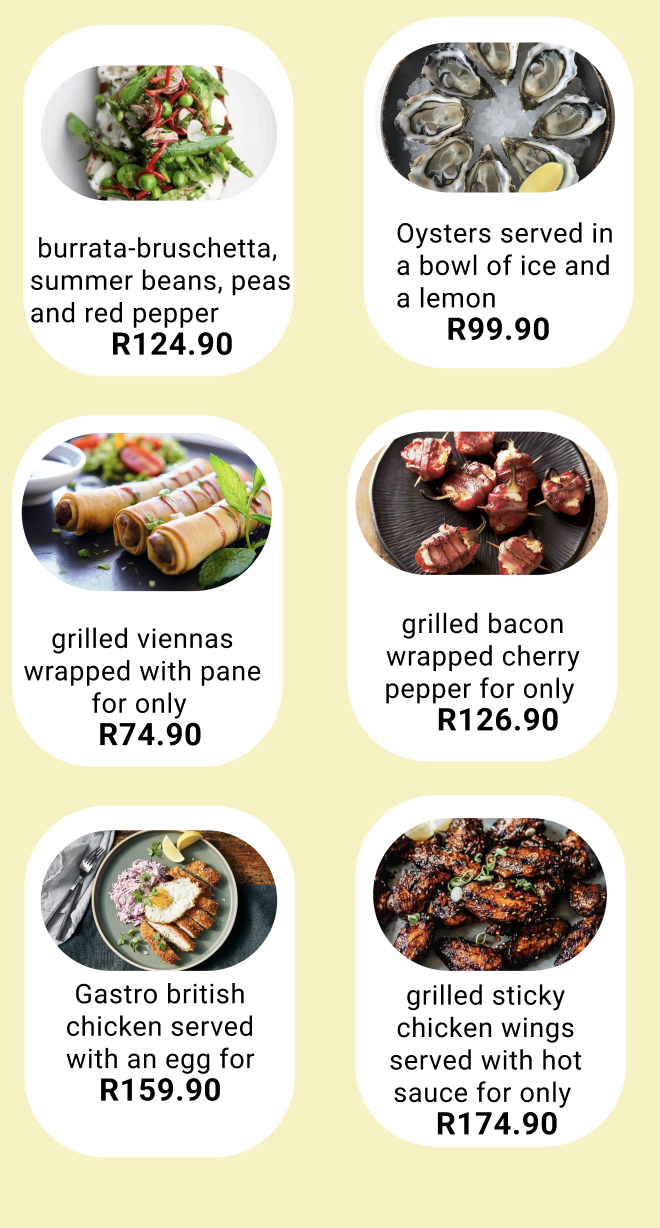 burrata-bruschetta,
summer beans, peas
and red pepper
R124.90
Oysters served in
a bowl of ice and
a lemon
R99.90
grilled viennas
wrapped with pane
for only
R74.90
grilled bacon
wrapped cherry
pepper for only
R126.90
Gastro british
chicken served
with an egg for
R159.90
grilled sticky
chicken wings
served with hot
sauce for only
R174.90